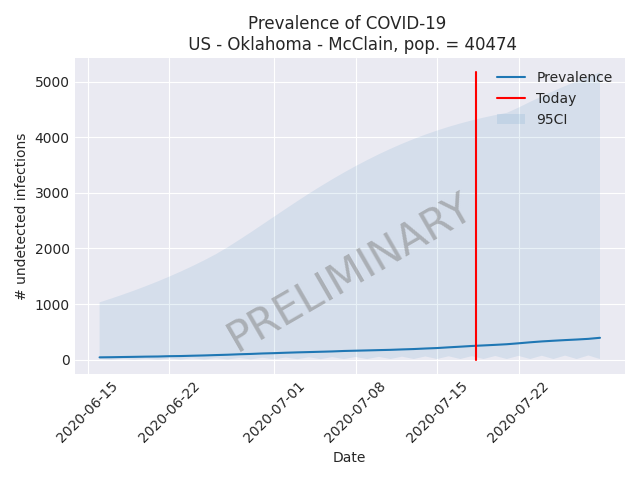 Prevalence of COVID-19
US - Oklahoma - McClain, pop. = 40474
# undetected infections
5000
4000
3000
2000
1000
0
Prevalence
Today
95CI
PRELIMINARY
2020-06-15
2020-06-22
2020-07-01
2020-07-08
2020-07-15
2020-07-22
Date